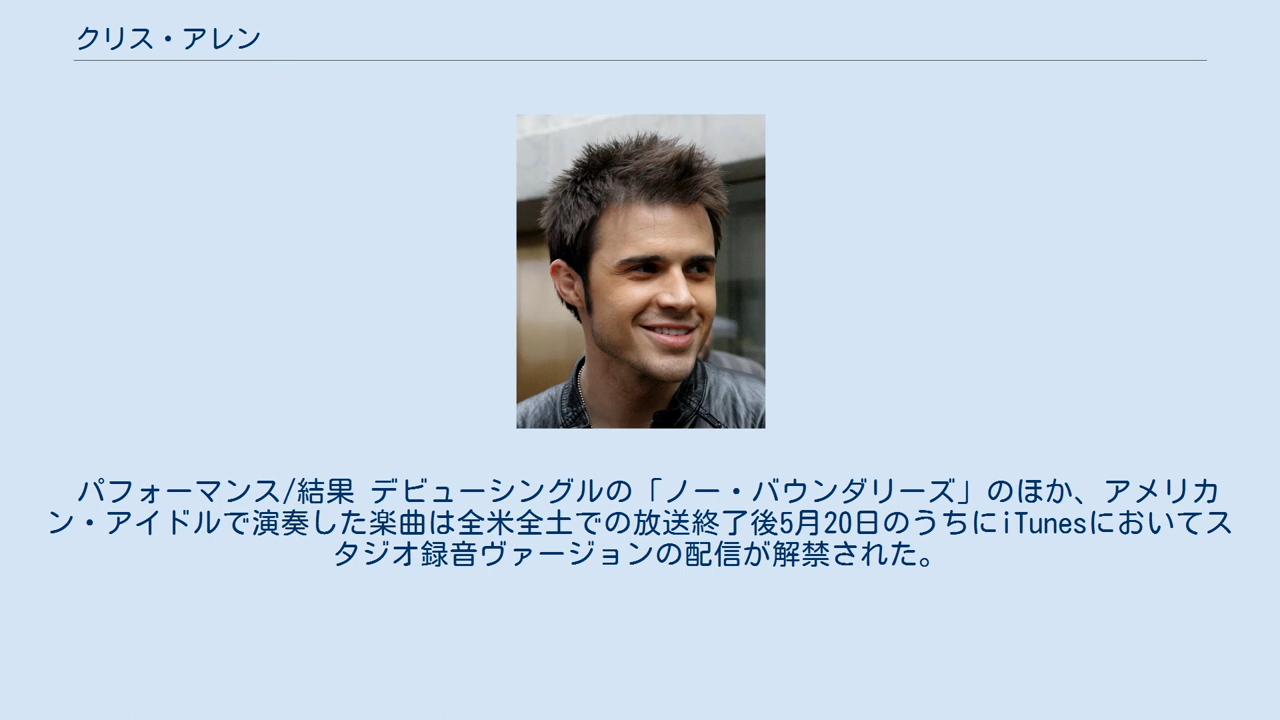 クリス・アレン
パフォーマンス/結果 デビューシングルの「ノー・バウンダリーズ」のほか、アメリカ
ン・アイドルで演奏した楽曲は全米全土での放送終了後5月20日のうちにiTunesにおいてス
タジオ録音ヴァージョンの配信が解禁された。